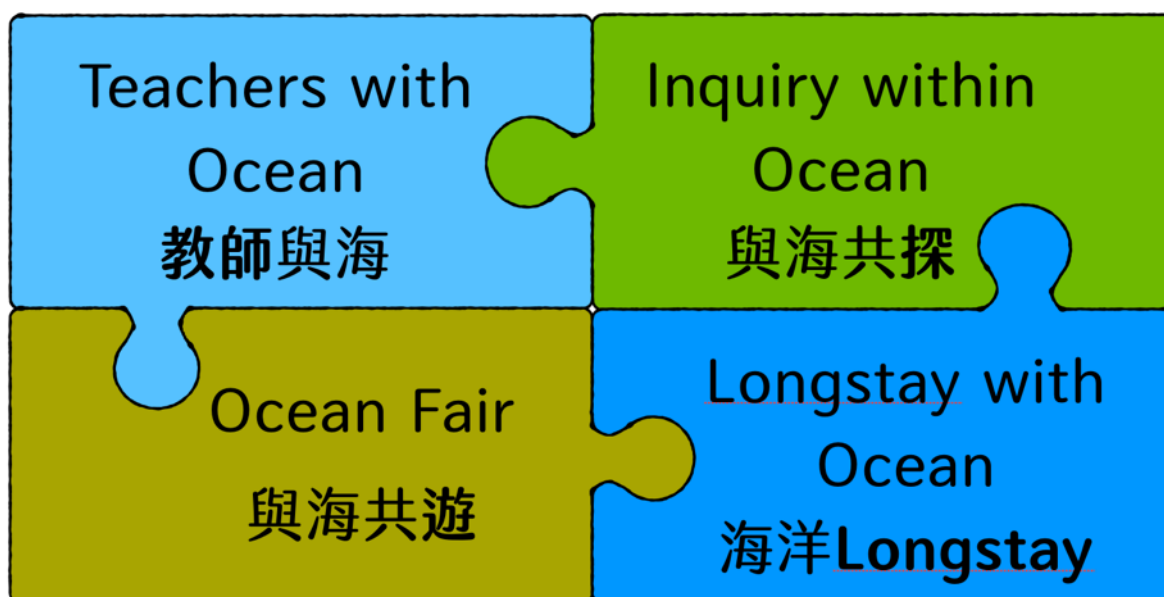 Teachers with
Ocean
教師與海
Inquiry within
Ocean
與海共探
Ocean Fair
與海共遊
Longstay with
Ocean
海洋Longstay